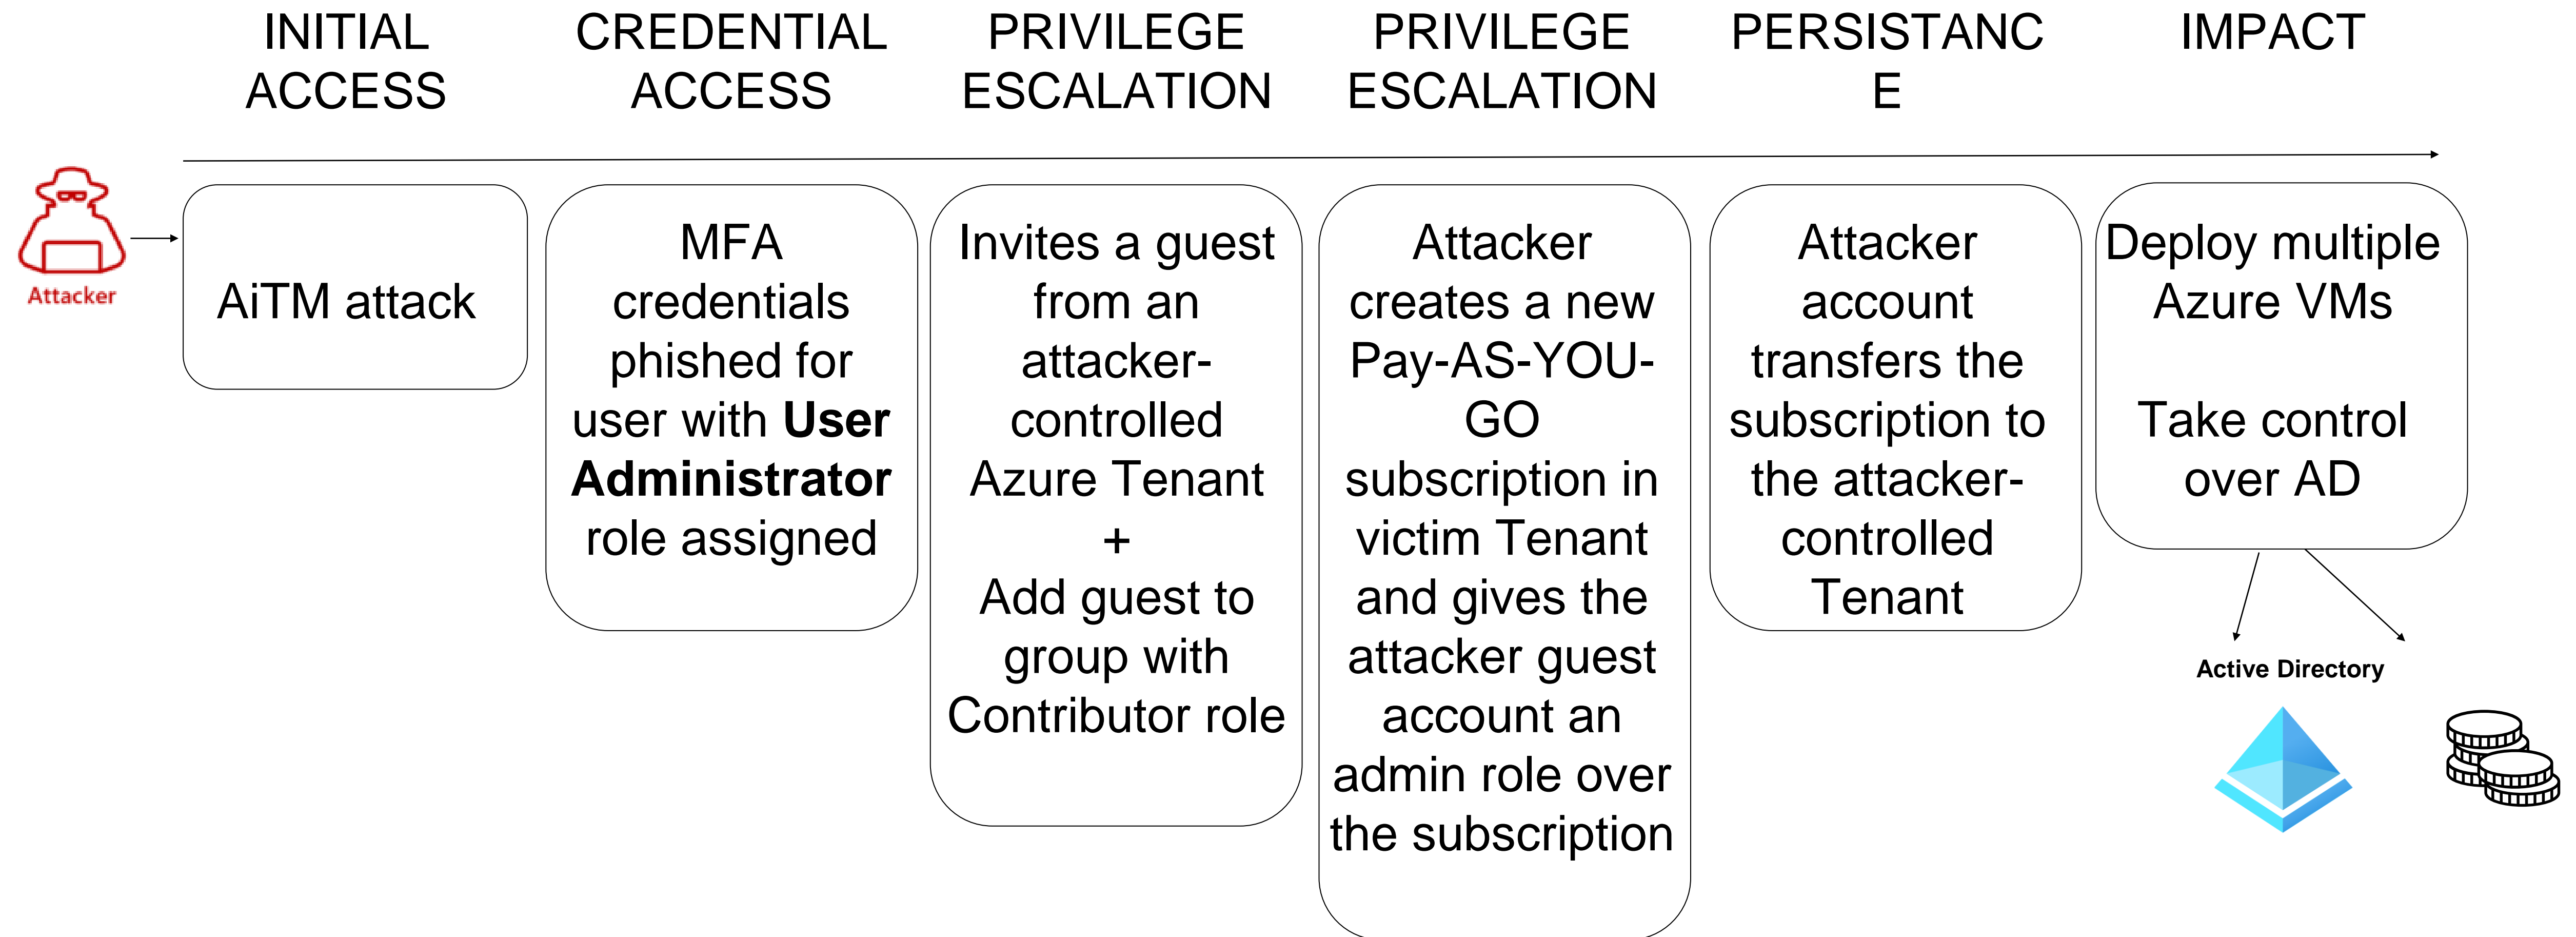 INITIAL
ACCESS
CREDENTIAL
ACCESS
PRIVILEGE
ESCALATION
PRIVILEGE
ESCALATION
PERSISTANC
E
IMPACT
Attacker
AiTM attack
MFA
credentials
phished for
user with User
Administrator
role assigned
Invites a guest
from an
attacker-
controlled
Azure Tenant
+
Add guest to
group with
Contributor role
Attacker
creates a new
Pay-AS-YOU-
GO
subscription in
victim Tenant
and gives the
attacker guest
account an
admin role over
the subscription
Attacker
account
transfers the
subscription to
the attacker-
controlled
Tenant
Deploy multiple
Azure VMs
Take control
over AD
Active Directory